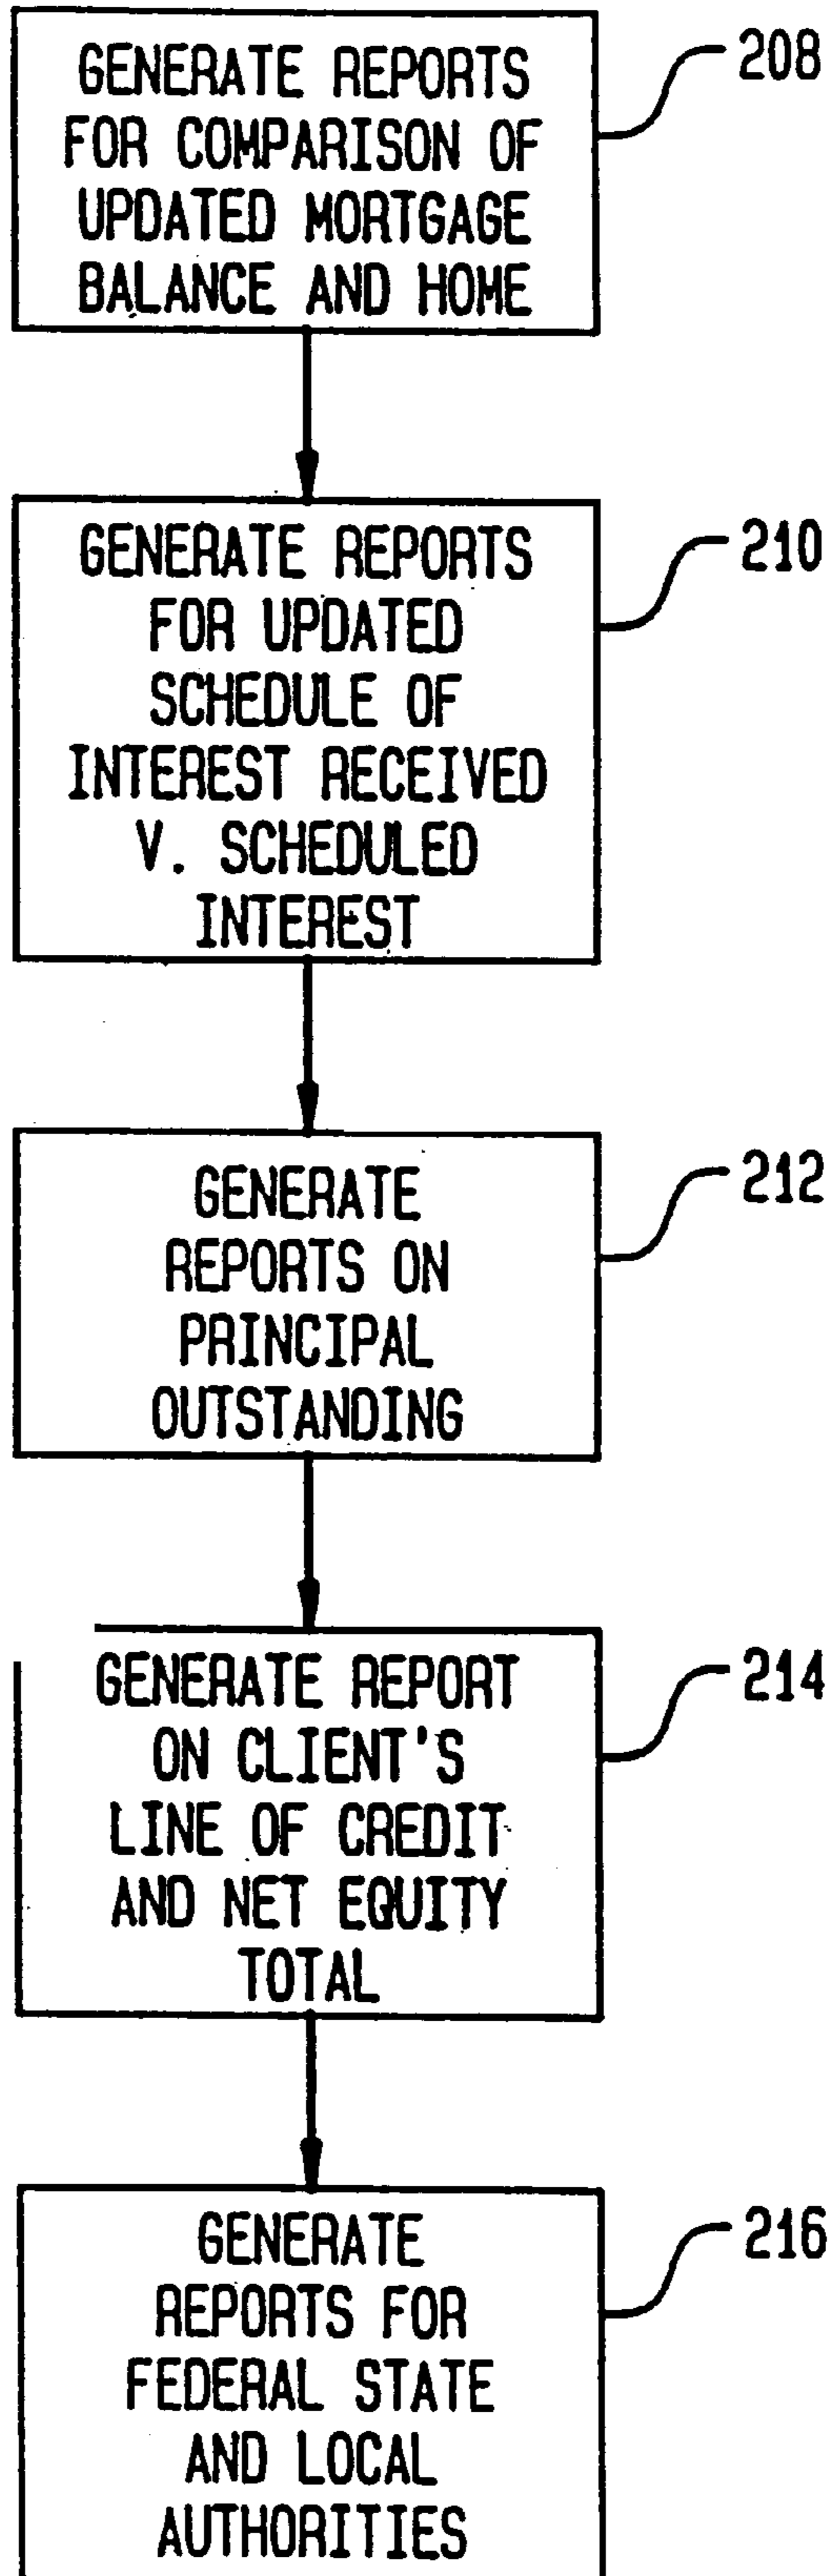 GENERATE REPORTS
FOR COMPARISON OF
UPDATED MORTGAGE
BALANCE AND HOME
208
GENERATE REPORTS
FOR UPDATED
SCHEDULE OF
INTEREST RECEIVED
V. SCHEDULED
INTEREST
210
GENERATE
REPORTS ON
PRINCIPAL
OUTSTANDING
212
GENERATE REPORT
ON CLIENT'S
LINE OF CREDIT
AND NET EQUITY
TOTAL
214
GENERATE
REPORTS FOR
FEDERAL STATE
AND LOCAL
AUTHORITIES
216